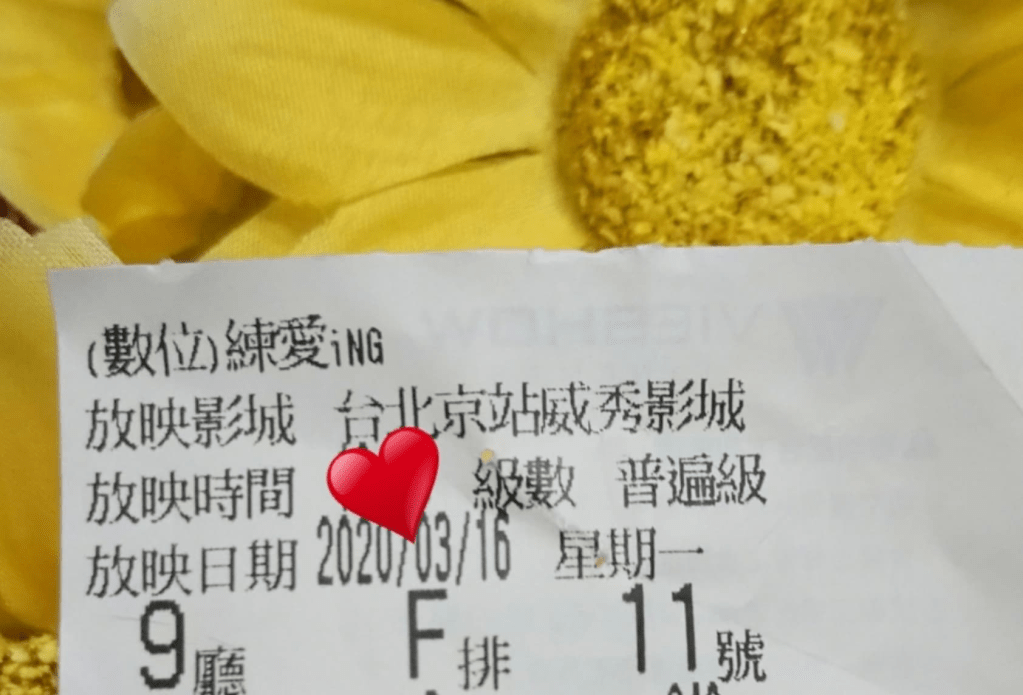 (數位)練愛iNG
放映影城 台北京站威秀影城
放映時間 級數 普遍級
放映日期 2020/03/16 星期一
9廳 F排 11號